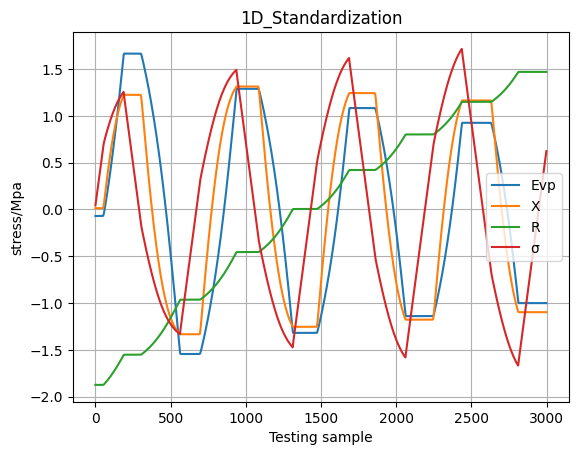 1D_Standardization
stress/Mpa
1.5
1.0
0.5
0.0
−0.5
−1.0
−1.5
−2.0
Evp
X
R
σ
0 500 1000 1500 2000 2500 3000
Testing sample